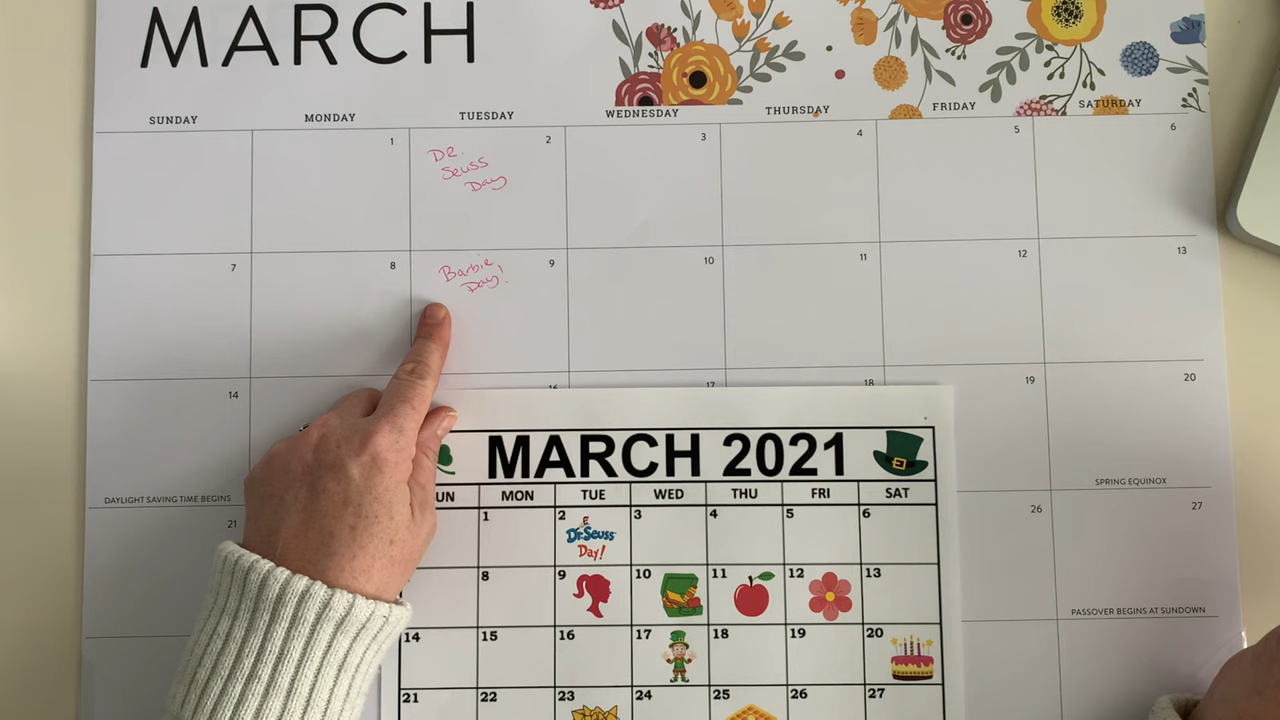 MARCH
SUNDAY MONDAY TUESDAY WEDNESDAY THURSDAY FRIDAY SATURDAY
1 2 3 4 5 6
Dr.
Seuss
Day
7 8 9 10 11 12 13
Barbie
Day!
14 16 17 18 19 20
DAYLIGHT SAVING TIME BEGINS
SPRING EQUINOX
21 26 27
PASSOVER BEGINS AT SUNDOWN
MARCH 2021
UN MON TUE WED THU FRI SAT
1 2 3 4 5 6
Dr. Seuss
Day!
8 9 10 11 12 13
14 15 16 17 18 19 20
21 22 23 24 25 26 27